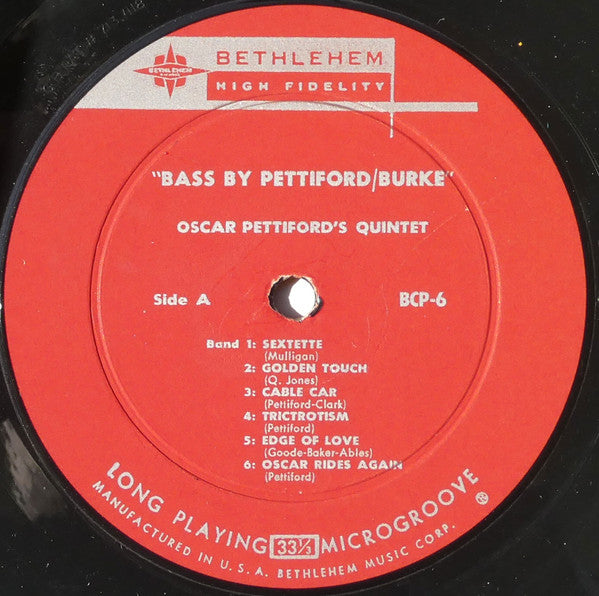 BETHLEHEM
BETHLEHEM
HIGH FIDELITY
"BASS BY PETTIFORD/BURKE"
OSCAR PETTIFORD'S QUINTET
Side A
BCP-6
Band 1: SEXTETTE
(Mulligan)
2: GOLDEN TOUCH
(Q. Jones)
3: CABLE CAR
(Pettiford-Clark)
4: TRICTROTISM
(Pettiford)
5: EDGE OF LOVE
(Goode-Baker-Ables)
6: OSCAR RIDES AGAIN
(Pettiford)
LONG PLAYING 33⅓ MICROGROOVE
MANUFACTURED IN U.S.A. BETHLEHEM MUSIC CORP.